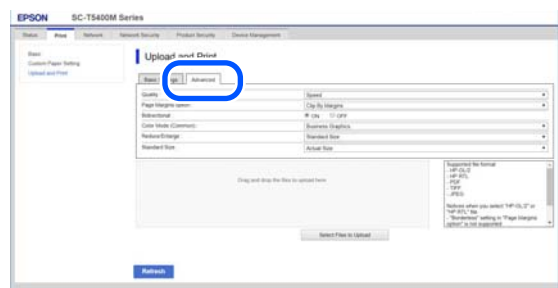 EPSON SC-T5400M Series
Status Print Network Network Security Product Security Device Management
Basic
Custom Paper Setting
Upload and Print
Upload and Print
Basic Advanced
Quality : Speed
Page Margins option : Clip By Margins
Bidirectional : ON OFF
Color Mode (Common) : Business Graphics
Reduce/Enlarge : Standard Size
Standard Size : Actual Size
Drag and drop the files to upload here.
Supported file format
- HP-GL/2
- HP RTL
- PDF
- TIFF
- JPEG
Notices when you select "HP-GL/2" or
"HP RTL" file
- "Borderless" setting in "Page Margins
option" is not supported
Select Files to Upload
Refresh